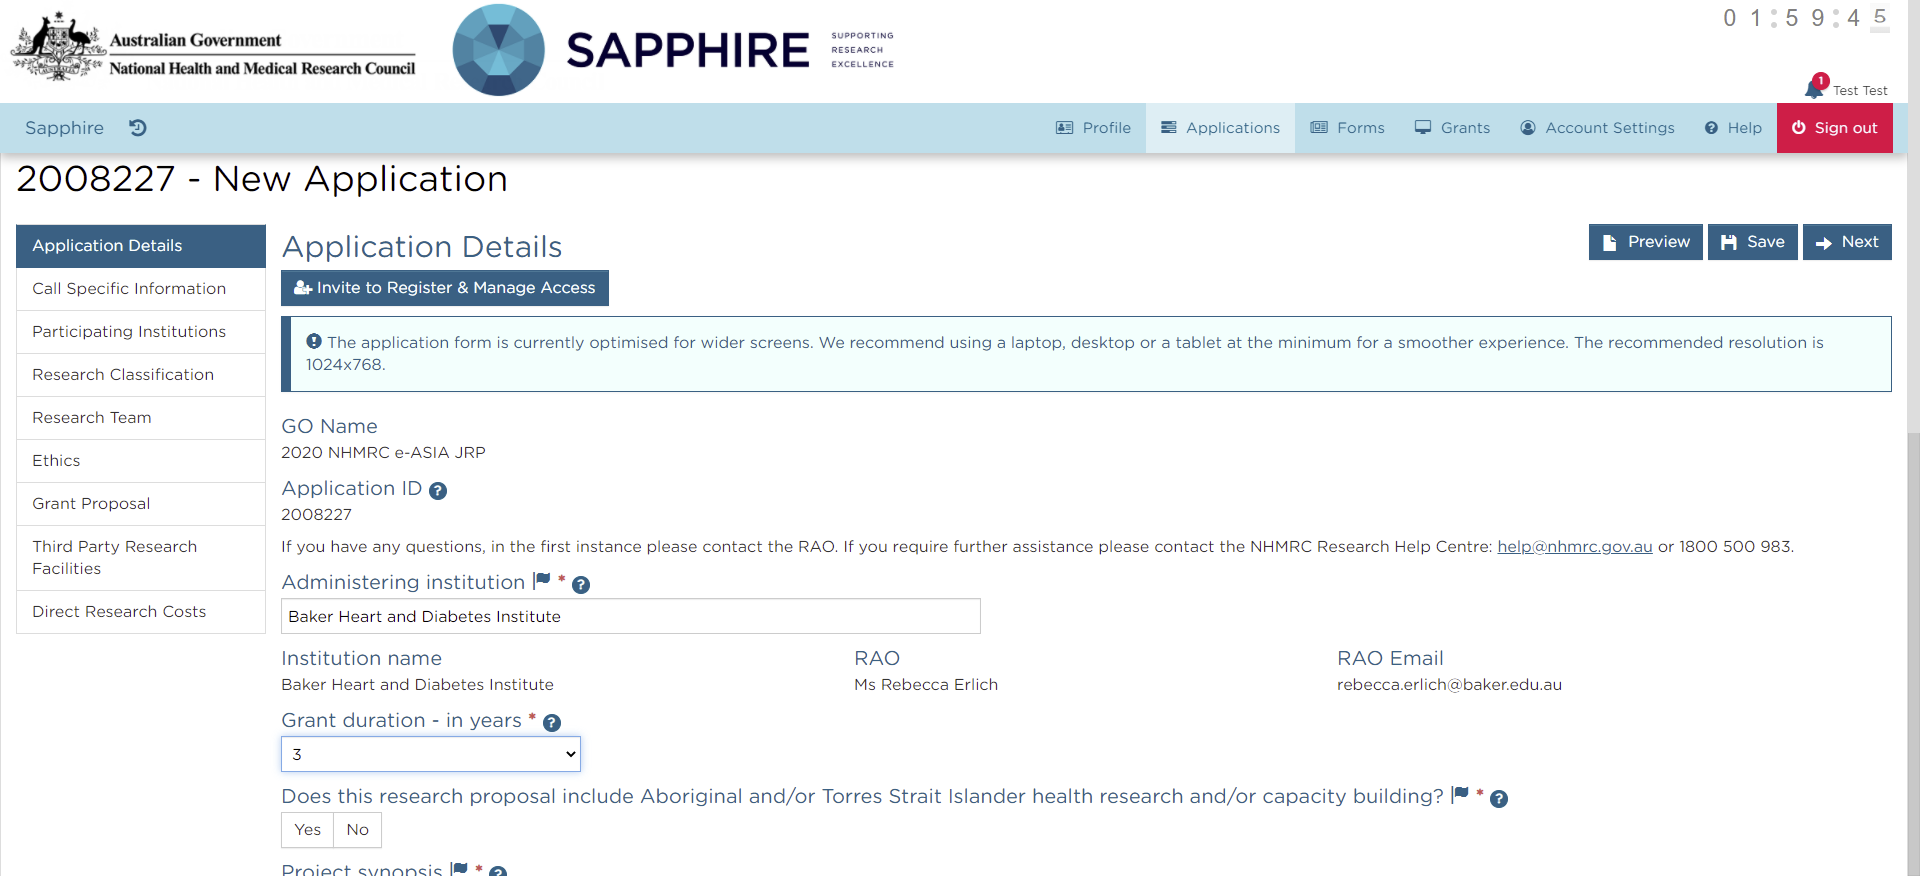 Australian Government
National Health and Medical Research Council
SAPPHIRE
SUPPORTING
RESEARCH
EXCELLENCE
01:59:45
1
Test Test
Sapphire
Profile
Applications
Forms
Grants
Account Settings
Help
Sign out
2008227 - New Application
Application Details
Call Specific Information
Participating Institutions
Research Classification
Research Team
Ethics
Grant Proposal
Third Party Research
Facilities
Direct Research Costs
Application Details
Preview
Save
Next
Invite to Register & Manage Access
The application form is currently optimised for wider screens. We recommend using a laptop, desktop or a tablet at the minimum for a smoother experience. The recommended resolution is
1024x768.
GO Name
2020 NHMRC e-ASIA JRP
Application ID ?
2008227
If you have any questions, in the first instance please contact the RAO. If you require further assistance please contact the NHMRC Research Help Centre: help@nhmrc.gov.au or 1800 500 983.
Administering institution * ?
Baker Heart and Diabetes Institute
Institution name
Baker Heart and Diabetes Institute
RAO
Ms Rebecca Erlich
RAO Email
rebecca.erlich@baker.edu.au
Grant duration - in years * ?
3
Does this research proposal include Aboriginal and/or Torres Strait Islander health research and/or capacity building? * ?
Yes
No
Project synopsis * ?